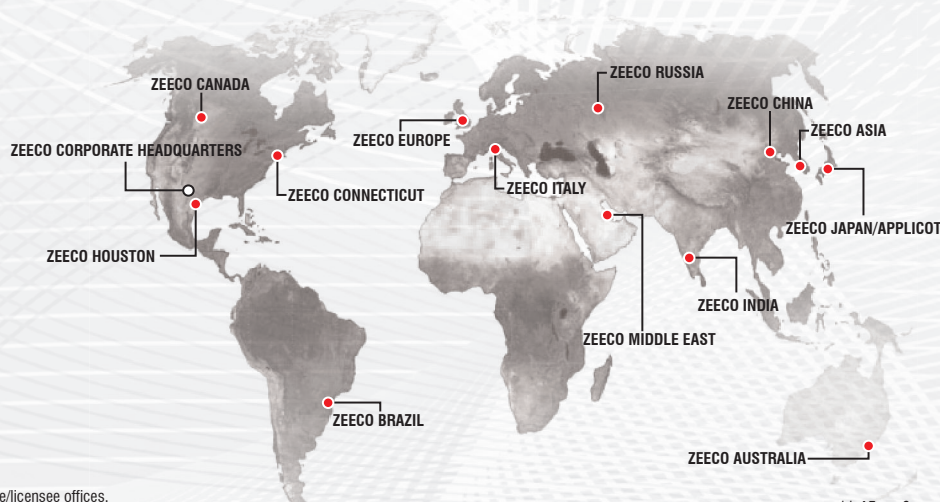 ZEECO CANADA
ZEECO RUSSIA
ZEECO CHINA
ZEECO ASIA
ZEECO EUROPE
ZEECO CORPORATE HEADQUARTERS
ZEECO CONNECTICUT
ZEECO ITALY
ZEECO JAPAN/APPLICOT
ZEECO HOUSTON
ZEECO INDIA
ZEECO MIDDLE EAST
ZEECO BRAZIL
ZEECO AUSTRALIA
e/licensee offices.